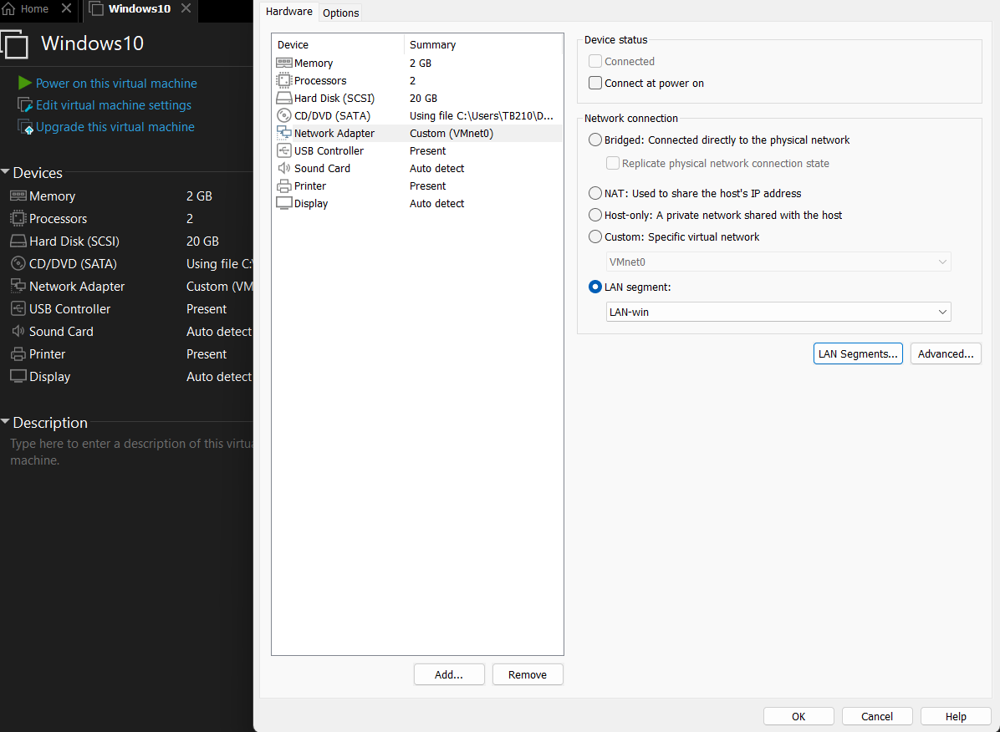 Home
Windows10
Windows10
Power on this virtual machine
Edit virtual machine settings
Upgrade this virtual machine
Devices
Memory 2 GB
Processors 2
Hard Disk (SCSI) 20 GB
CD/DVD (SATA) Using file C:\
Network Adapter Custom (VM
USB Controller Present
Sound Card Auto detect
Printer Present
Display Auto detect
Description
Type here to enter a description of this virtu
machine.
Hardware Options
Device Summary
Memory 2 GB
Processors 2
Hard Disk (SCSI) 20 GB
CD/DVD (SATA) Using file C:\Users\TB210\D...
Network Adapter Custom (VMnet0)
USB Controller Present
Sound Card Auto detect
Printer Present
Display Auto detect
Add... Remove
Device status
Connected
Connect at power on
Network connection
Bridged: Connected directly to the physical network
Replicate physical network connection state
NAT: Used to share the host's IP address
Host-only: A private network shared with the host
Custom: Specific virtual network
VMnet0
LAN segment:
LAN-win
LAN Segments... Advanced...
OK Cancel Help